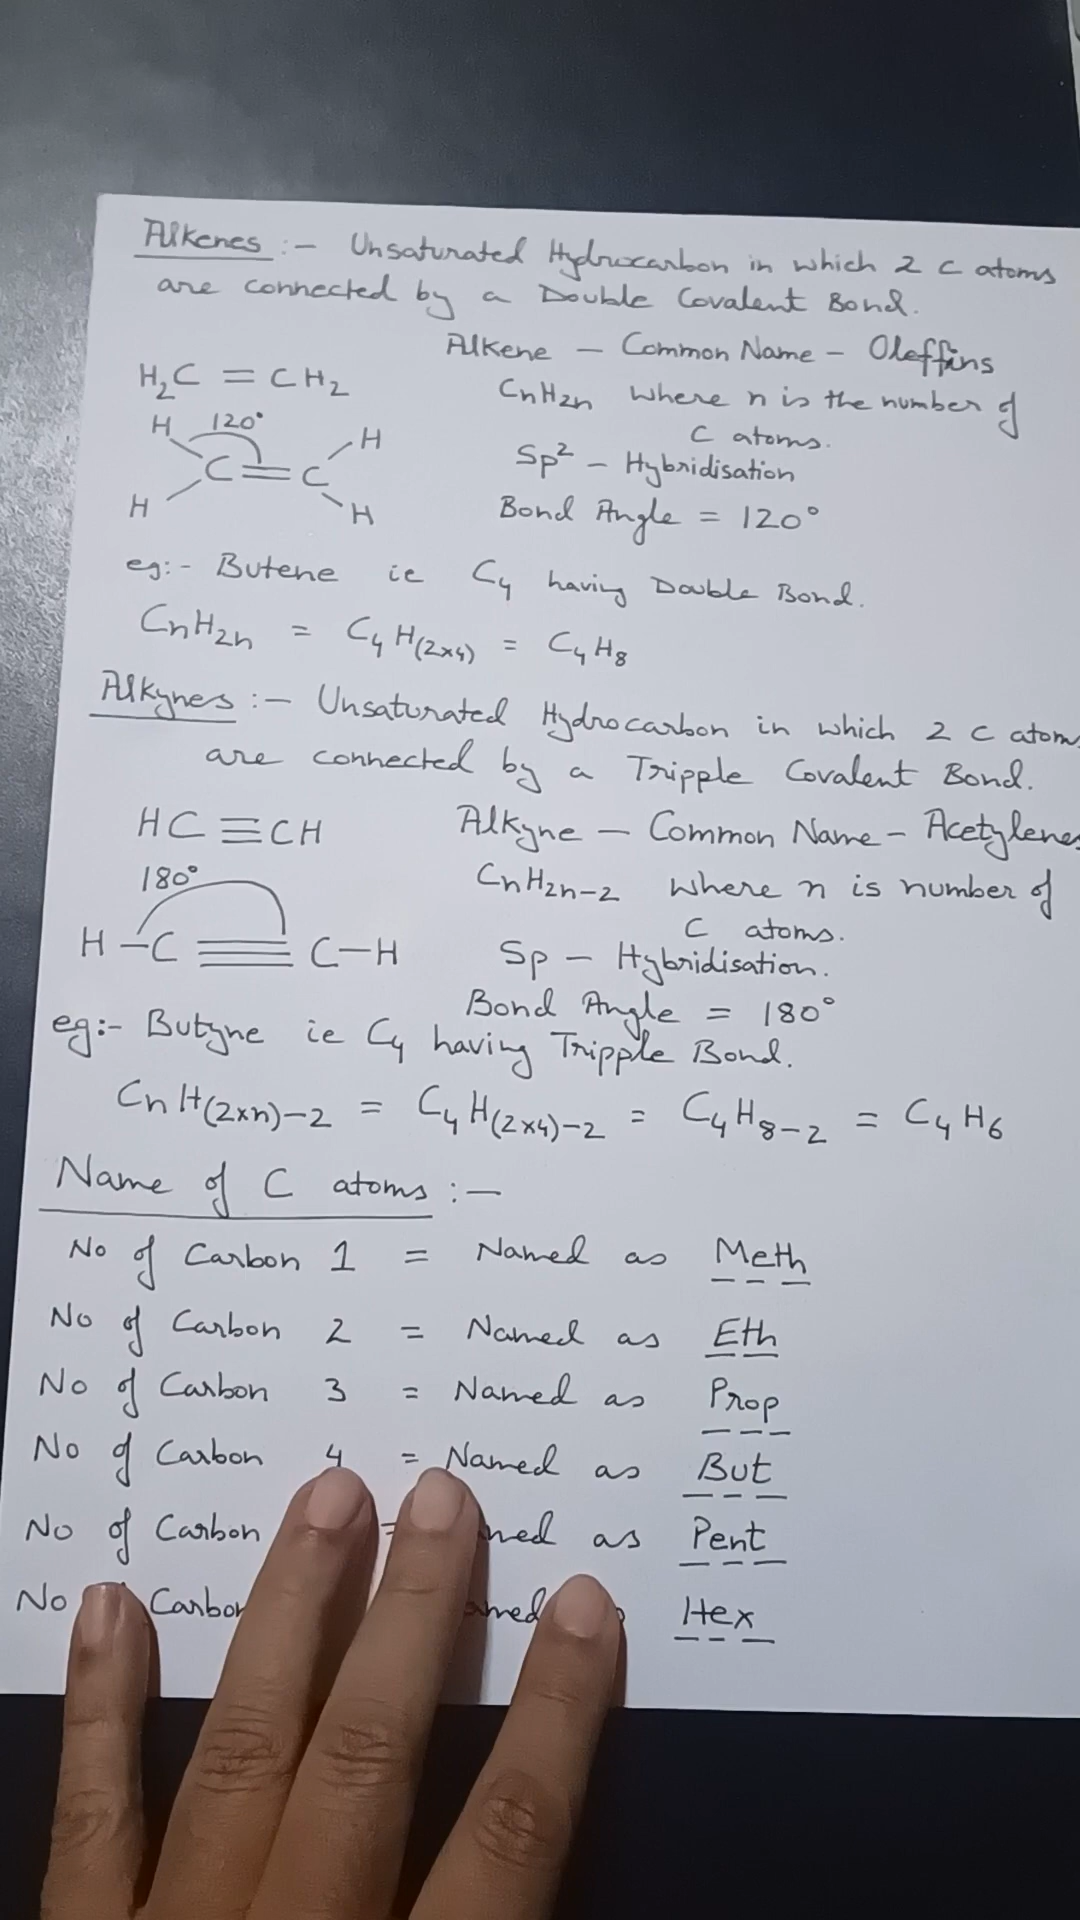 Alkenes :- Unsaturated Hydrocarbon in which 2 C atoms
are connected by a Double Covalent Bond.
Alkene - Common Name - Oleffins
H₂C = CH₂
CnH2n where n is the number of
C atoms.
H 120° H
C = C
H H
Sp² - Hybridisation
Bond Angle = 120°
eg:- Butene ie C₄ having Double Bond.
CnH2n = C₄H(2x4) = C₄H₈
Alkynes :- Unsaturated Hydrocarbon in which 2 C atoms
are connected by a Tripple Covalent Bond.
HC ≡ CH
Alkyne - Common Name - Acetylenes
CnH2n-2 where n is number of
C atoms.
180°
H - C ≡ C - H
Sp - Hybridisation.
Bond Angle = 180°
eg:- Butyne ie C₄ having Tripple Bond.
CnH(2xn)-2 = C₄H(2x4)-2 = C₄H₈₋₂ = C₄H₆
Name of C atoms :-
No of Carbon 1 = Named as Meth
No of Carbon 2 = Named as Eth
No of Carbon 3 = Named as Prop
No of Carbon 4 = Named as But
No of Carbon = as Pent
No Carbon Hex